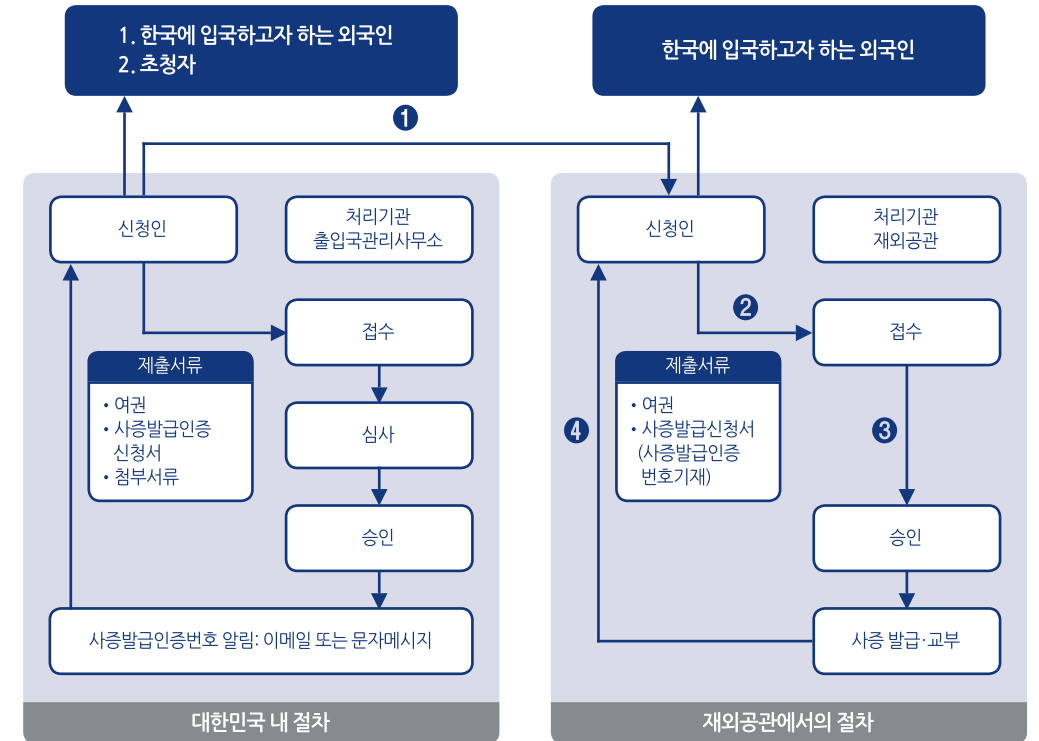 1. 한국에 입국하고자 하는 외국인
2. 초청자
한국에 입국하고자 하는 외국인
❶
신청인
처리기관
출입국관리사무소
접수
제출서류
• 여권
• 사증발급인증
신청서
• 첨부서류
심사
승인
사증발급인증번호 알림: 이메일 또는 문자메시지
대한민국 내 절차
신청인
처리기관
재외공관
❷
접수
제출서류
• 여권
• 사증발급신청서
(사증발급인증
번호기재)
❹
❸
승인
사증 발급·교부
재외공관에서의 절차